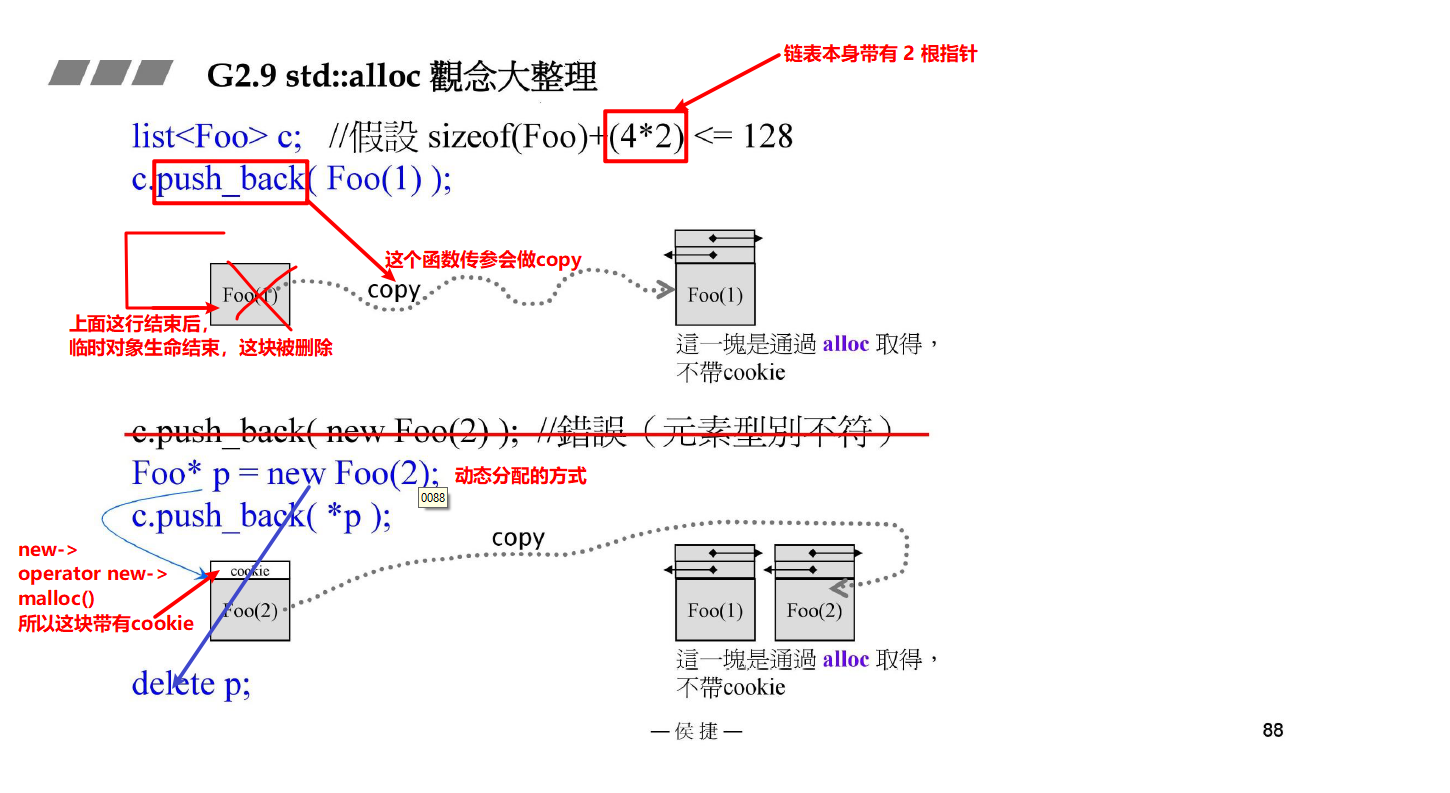 链表本身带有 2 根指针
G2.9 std::alloc 觀念大整理
list<Foo> c;   //假設 sizeof(Foo)+(4*2) <= 128
c.push_back( Foo(1) );
这个函数传参会做copy
copy
Foo(1)
Foo(1)
上面这行结束后，
临时对象生命结束，这块被删除
這一塊是通過 alloc 取得，
不帶cookie
c.push_back( new Foo(2) );  //錯誤（元素型別不符）
Foo* p = new Foo(2);
动态分配的方式
0088
c.push_back( *p );
copy
new->
operator new->
malloc()
所以这块带有cookie
cookie
Foo(2)
Foo(1)
Foo(2)
這一塊是通過 alloc 取得，
不帶cookie
delete p;
— 侯 捷 —
88